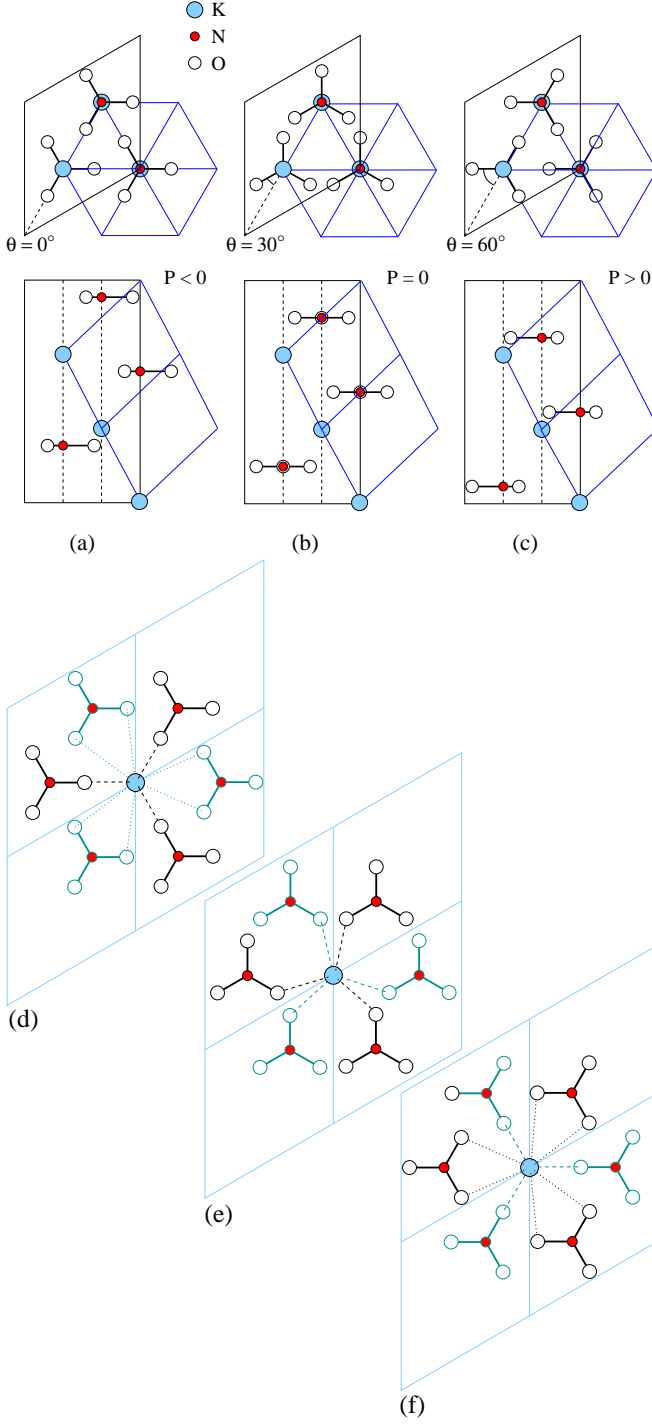 K
N
O
θ = 0°
θ = 30°
θ = 60°
P < 0
P = 0
P > 0
(a)
(b)
(c)
(d)
(e)
(f)